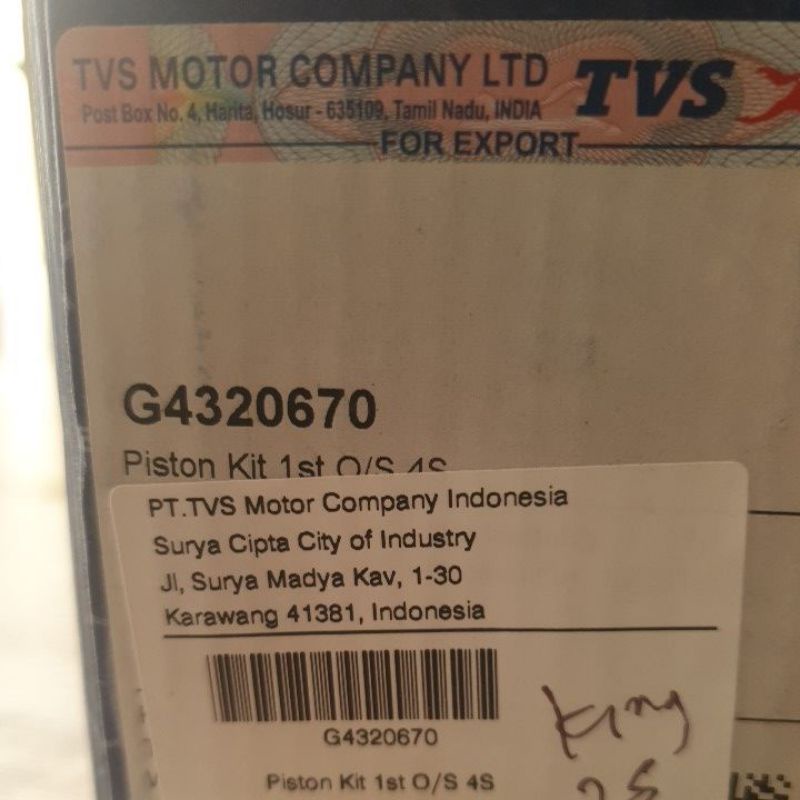 TVS MOTOR COMPANY LTD
TVS
Post Box No. 4, Harita, Hosur - 635109, Tamil Nadu, INDIA
FOR EXPORT
G4320670
Piston Kit 1st O/S 4S
PT.TVS Motor Company Indonesia
Surya Cipta City of Industry
Jl, Surya Madya Kav, 1-30
Karawang 41381, Indonesia
G4320670
King
Piston Kit 1st O/S 4S